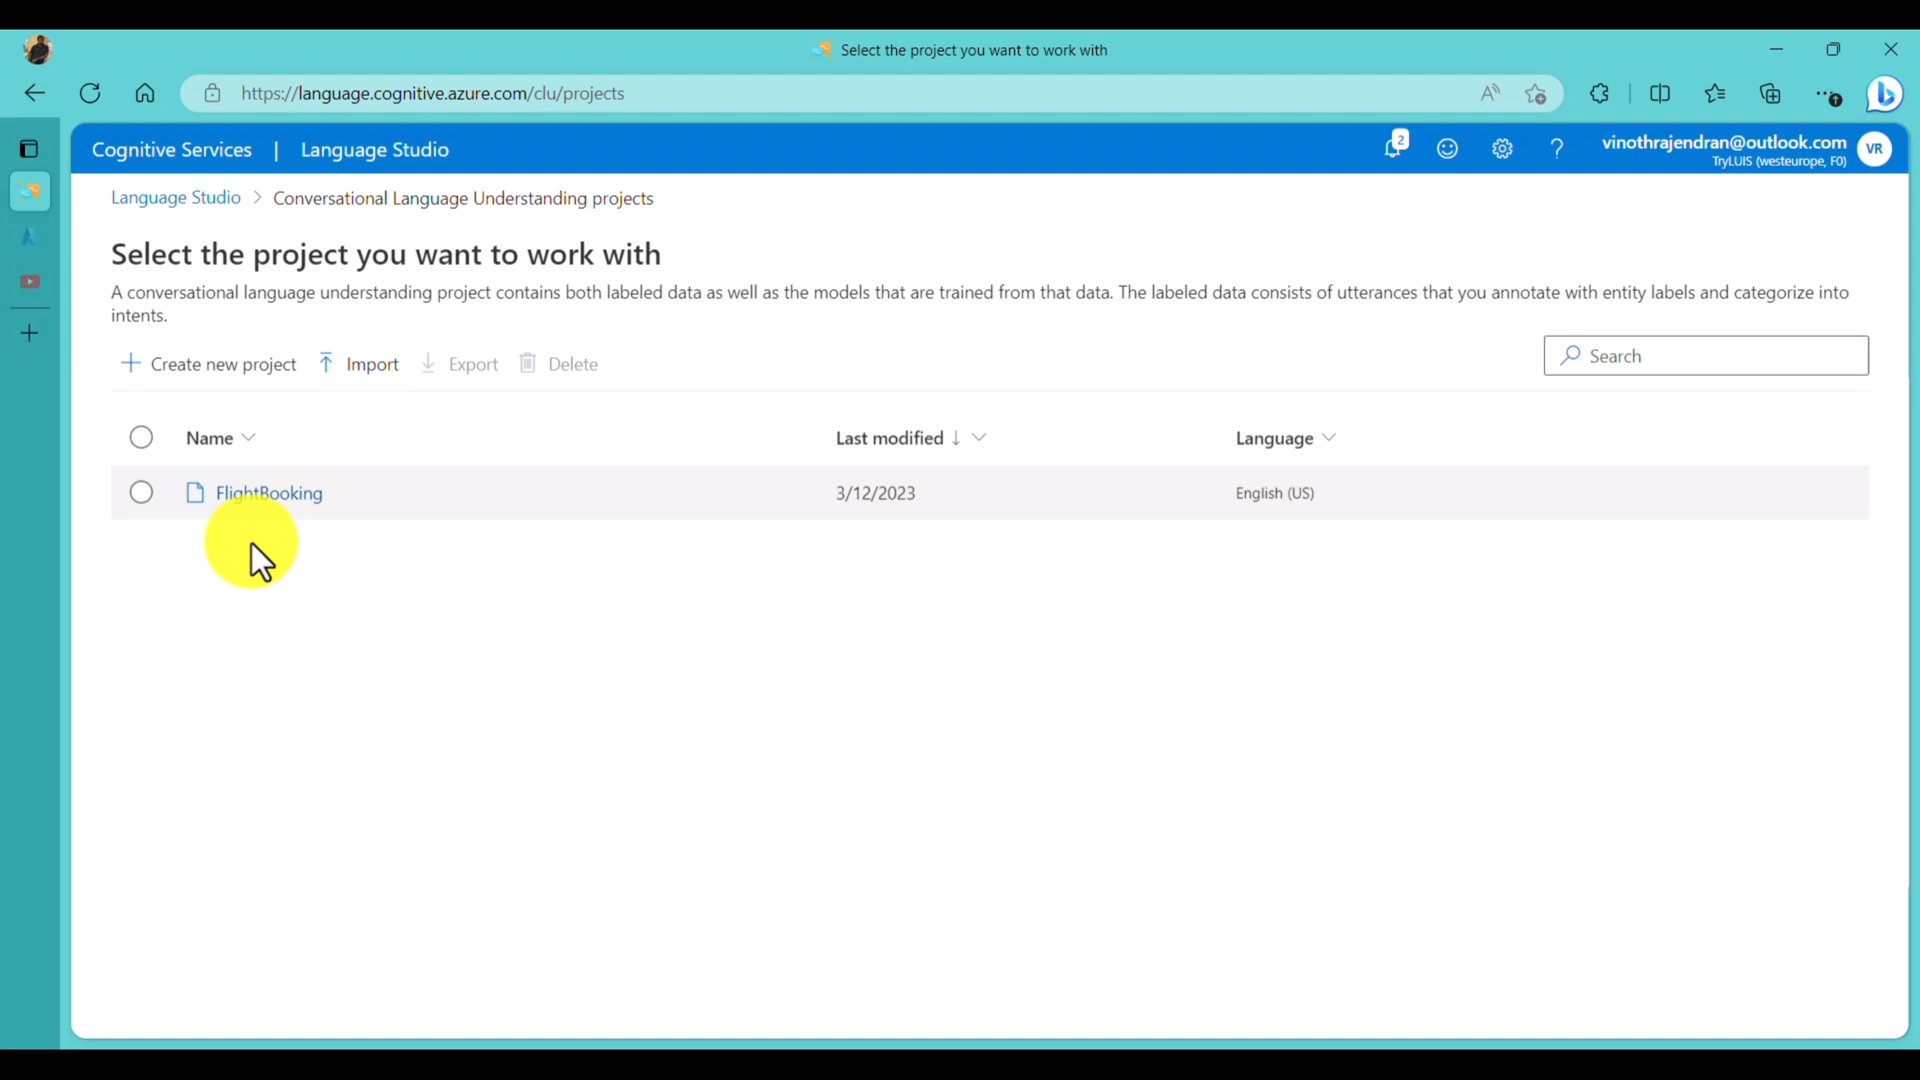 Select the project you want to work with
https://language.cognitive.azure.com/clu/projects
Cognitive Services | Language Studio
2
vinothrajendran@outlook.com
TryLUIS (westeurope, F0)
VR
Language Studio > Conversational Language Understanding projects
Select the project you want to work with
A conversational language understanding project contains both labeled data as well as the models that are trained from that data. The labeled data consists of utterances that you annotate with entity labels and categorize into
intents.
Create new project Import Export Delete
Search
Name Last modified Language
FlightBooking 3/12/2023 English (US)